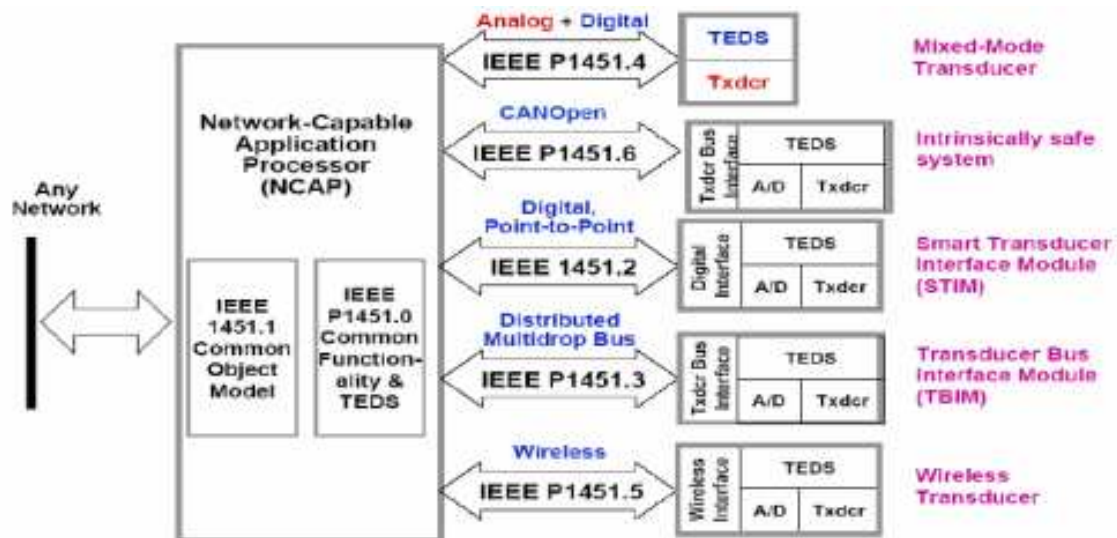 Any
Network
Network-Capable
Application
Processor
(NCAP)
IEEE
1451.1
Common
Object
Model
IEEE
P1451.0
Common
Function-
ality &
TEDS
Analog + Digital
IEEE P1451.4
TEDS
Txdcr
Mixed-Mode
Transducer
CANOpen
IEEE P1451.6
Txdcr Bus
Interface
TEDS
A/D
Txdcr
Intrinsically safe
system
Digital,
Point-to-Point
IEEE 1451.2
Digital
Interface
TEDS
A/D
Txdcr
Smart Transducer
Interface Module
(STIM)
Distributed
Multidrop Bus
IEEE P1451.3
Txdcr Bus
Interface
TEDS
A/D
Txdcr
Transducer Bus
Interface Module
(TBIM)
Wireless
IEEE P1451.5
Wireless
Interface
TEDS
A/D
Txdcr
Wireless
Transducer